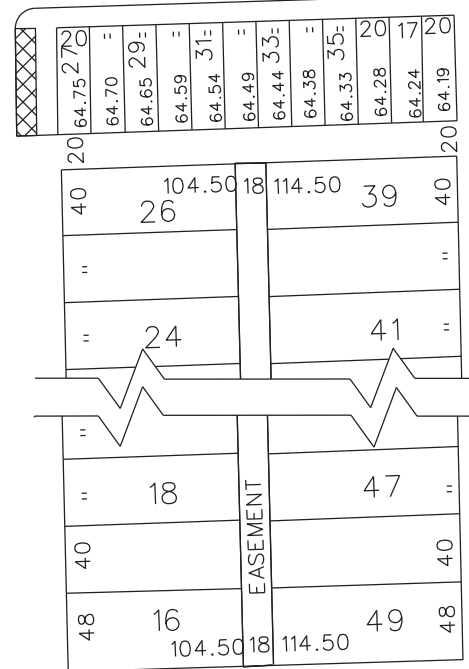 20 = = = 20 17 20
27 29= 31= = 33= 35=
64.75 64.70 64.65 64.59 64.54 64.49 64.44 64.38 64.33 64.28 64.24 64.19
20 20
40 104.50 18 114.50 39 40
26
= =
= 24 41 =
=
= 18 47 =
EASEMENT
40 40
48 16 49 48
104.50 18 114.50